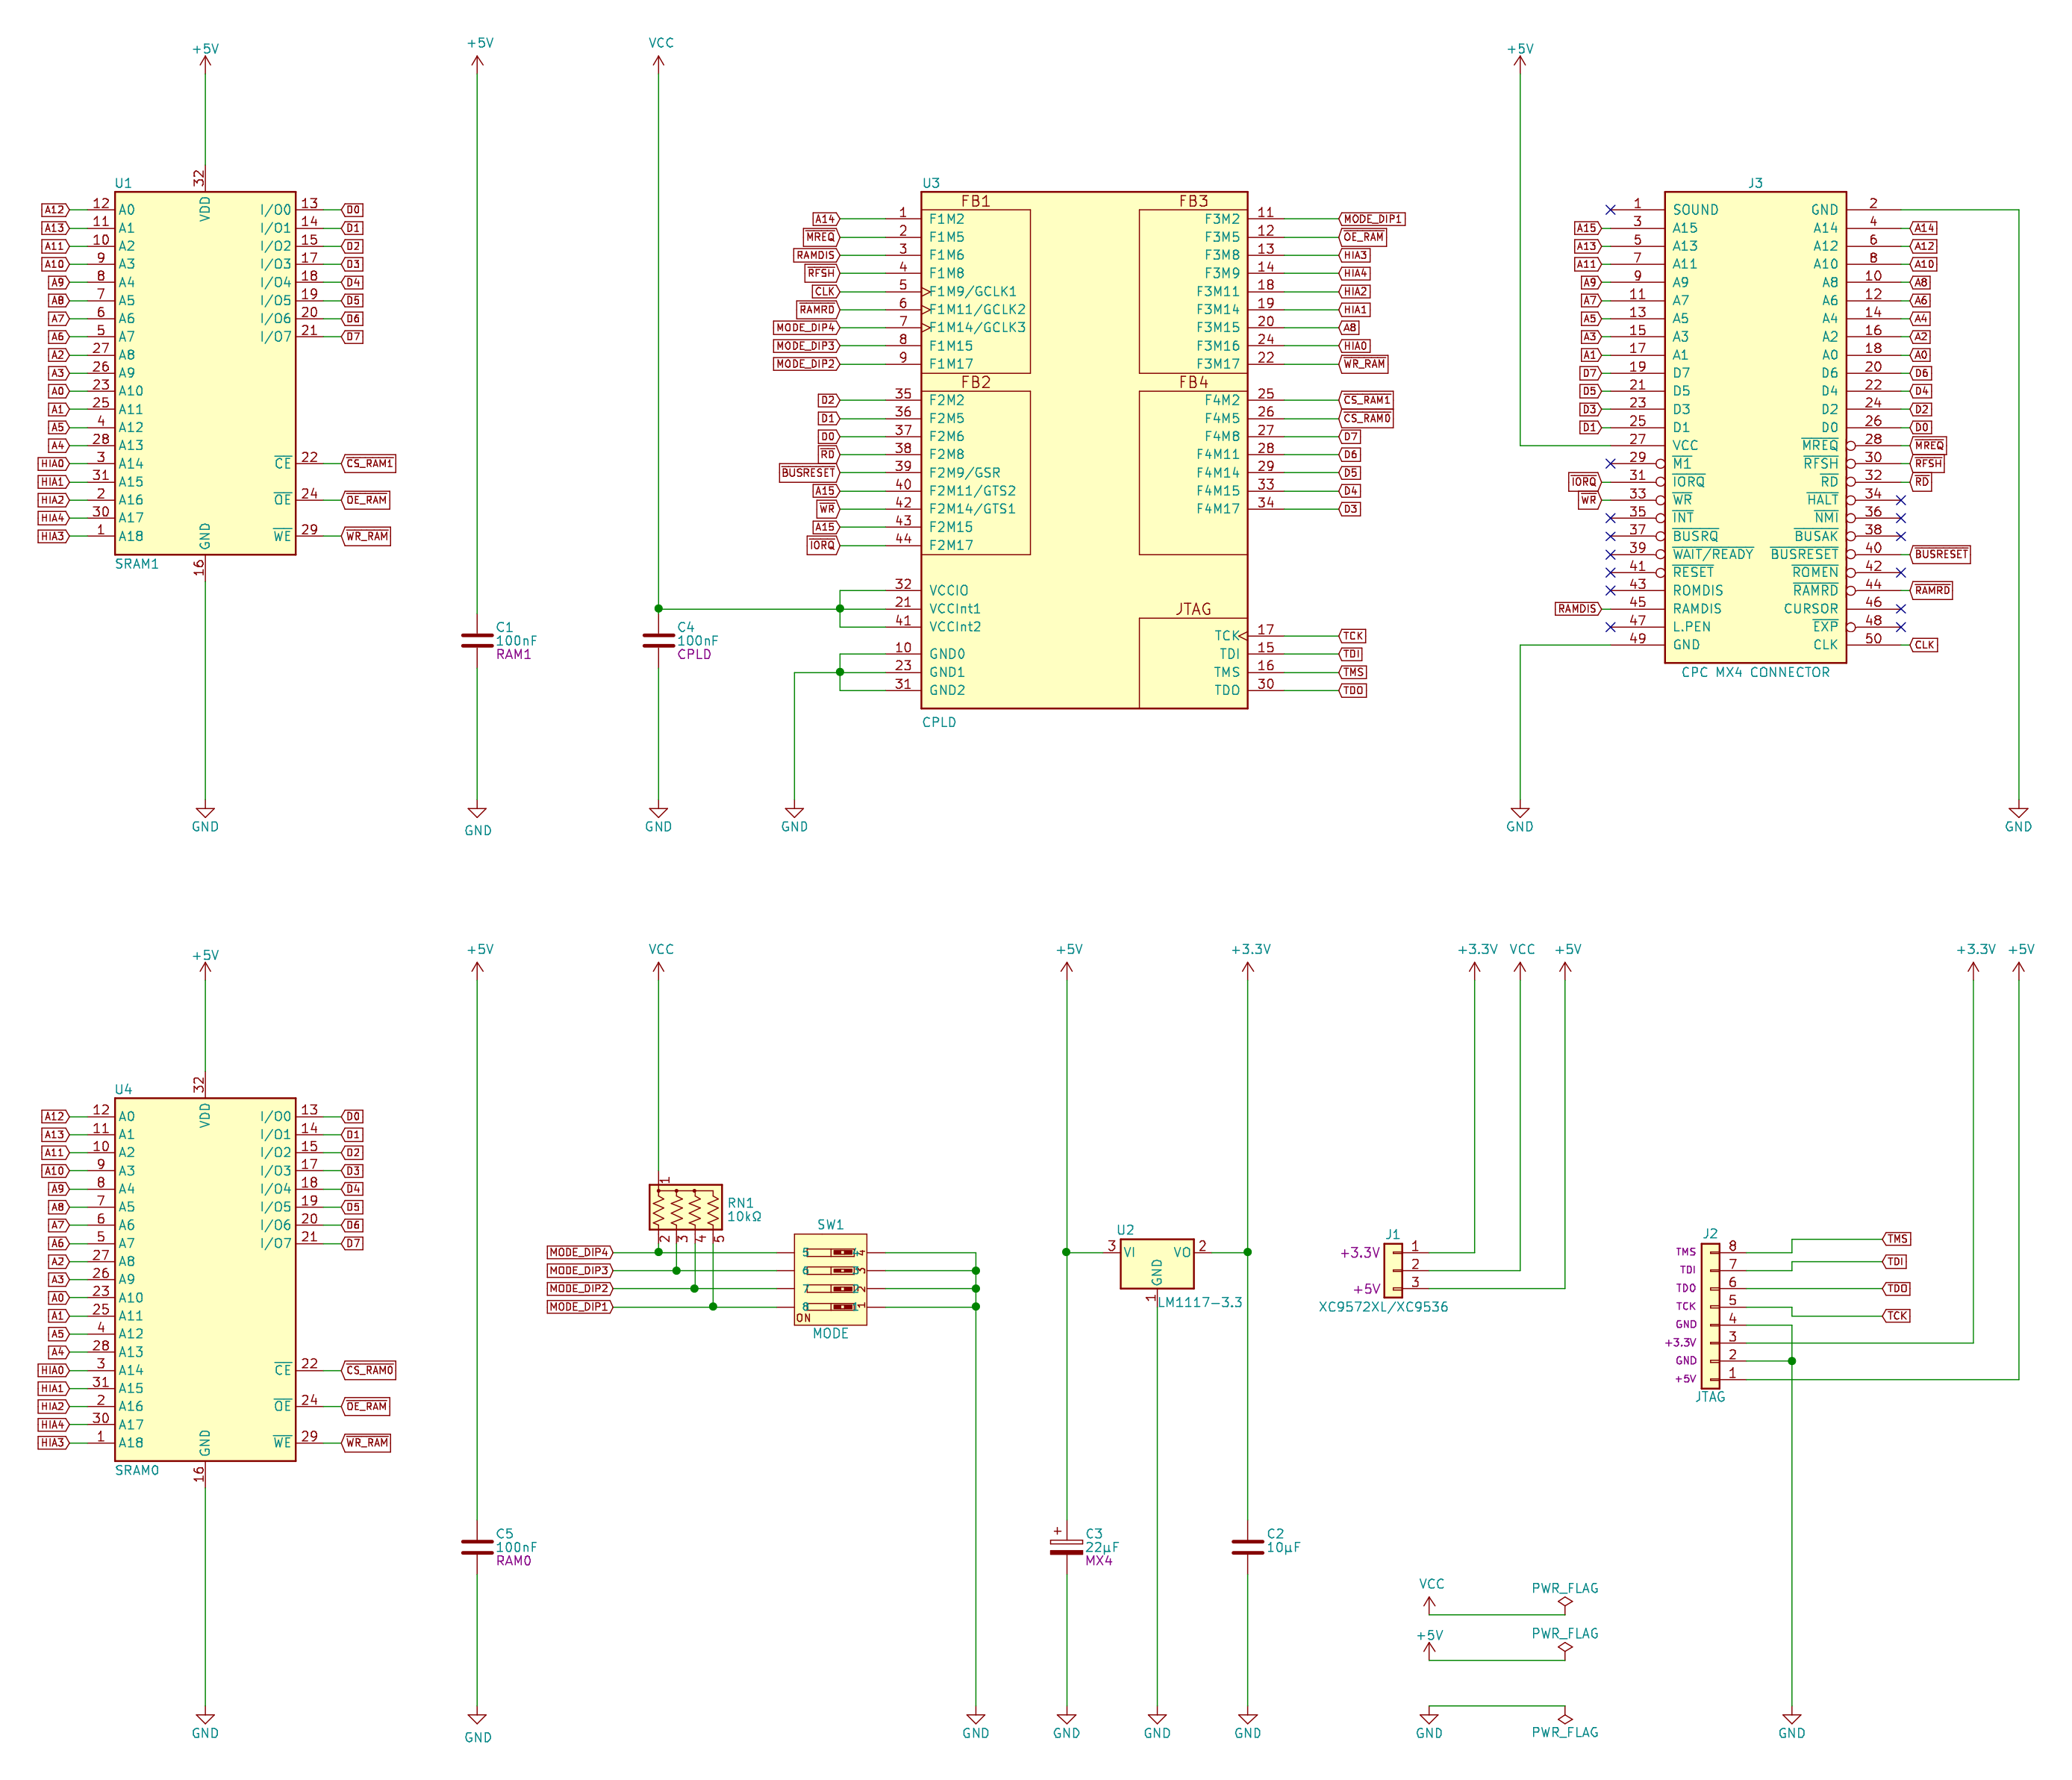 +5V
+5V
VCC
+5V
U1
32
VDD
A12 12 A0 I/O0 13 D0
A13 11 A1 I/O1 14 D1
A11 10 A2 I/O2 15 D2
A10 9 A3 I/O3 17 D3
A9 8 A4 I/O4 18 D4
A8 7 A5 I/O5 19 D5
A7 6 A6 I/O6 20 D6
A6 5 A7 I/O7 21 D7
A2 27 A8
A3 26 A9
A0 23 A10
A1 25 A11
A5 4 A12
A4 28 A13
HIA0 3 A14 CE 22 CS_RAM1
HIA1 31 A15
HIA2 2 A16 OE 24 OE_RAM
HIA4 30 A17
HIA3 1 A18 WE 29 WR_RAM
GND
16
SRAM1
GND
C1
100nF
RAM1
GND
C4
100nF
CPLD
GND
U3
FB1 FB3
A14 1 F1M2 F3M2 11 MODE_DIP1
MREQ 2 F1M5 F3M5 12 OE_RAM
RAMDIS 3 F1M6 F3M8 13 HIA3
RFSH 4 F1M8 F3M9 14 HIA4
CLK 5 F1M9/GCLK1 F3M11 18 HIA2
RAMRD 6 F1M11/GCLK2 F3M14 19 HIA1
MODE_DIP4 7 F1M14/GCLK3 F3M15 20 A8
MODE_DIP3 8 F1M15 F3M16 24 HIA0
MODE_DIP2 9 F1M17 F3M17 22 WR_RAM
FB2 FB4
D2 35 F2M2 F4M2 25 CS_RAM1
D1 36 F2M5 F4M5 26 CS_RAM0
D0 37 F2M6 F4M8 27 D7
RD 38 F2M8 F4M11 28 D6
BUSRESET 39 F2M9/GSR F4M14 29 D5
A15 40 F2M11/GTS2 F4M15 33 D4
WR 42 F2M14/GTS1 F4M17 34 D3
A15 43 F2M15
IORQ 44 F2M17
32 VCCIO
21 VCCInt1 JTAG
41 VCCInt2
TCK 17 TCK
10 GND0 TDI 15 TDI
23 GND1 TMS 16 TMS
31 GND2 TDO 30 TDO
CPLD
GND
J3
1 SOUND GND 2
A15 3 A15 A14 4 A14
A13 5 A13 A12 6 A12
A11 7 A11 A10 8 A10
A9 9 A9 A8 10 A8
A7 11 A7 A6 12 A6
A5 13 A5 A4 14 A4
A3 15 A3 A2 16 A2
A1 17 A1 A0 18 A0
D7 19 D7 D6 20 D6
D5 21 D5 D4 22 D4
D3 23 D3 D2 24 D2
D1 25 D1 D0 26 D0
27 VCC MREQ 28 MREQ
29 M1 RFSH 30 RFSH
IORQ 31 IORQ RD 32 RD
WR 33 WR HALT 34
35 INT NMI 36
37 BUSRQ BUSAK 38
39 WAIT/READY BUSRESET 40 BUSRESET
41 RESET ROMEN 42
43 ROMDIS RAMRD 44 RAMRD
RAMDIS 45 RAMDIS CURSOR 46
47 L.PEN EXP 48
49 GND CLK 50 CLK
CPC MX4 CONNECTOR
GND
GND
+5V
+5V
VCC
+5V
+3.3V
+3.3V
VCC
+5V
+3.3V
+5V
U4
32
VDD
A12 12 A0 I/O0 13 D0
A13 11 A1 I/O1 14 D1
A11 10 A2 I/O2 15 D2
A10 9 A3 I/O3 17 D3
A9 8 A4 I/O4 18 D4
A8 7 A5 I/O5 19 D5
A7 6 A6 I/O6 20 D6
A6 5 A7 I/O7 21 D7
A2 27 A8
A3 26 A9
A0 23 A10
A1 25 A11
A5 4 A12
A4 28 A13
HIA0 3 A14 CE 22 CS_RAM0
HIA1 31 A15
HIA2 2 A16 OE 24 OE_RAM
HIA4 30 A17
HIA3 1 A18 WE 29 WR_RAM
GND
16
SRAM0
GND
C5
100nF
RAM0
GND
1
RN1
10kΩ
2 3 4 5
SW1
MODE_DIP4 5 4
MODE_DIP3 6 3
MODE_DIP2 7 2
MODE_DIP1 8 1
ON
MODE
GND
U2
3 VI VO 2
GND
1
LM1117-3.3
+
C3
22µF
MX4
C2
10µF
GND
GND
GND
J1
+3.3V 1
2
+5V 3
XC9572XL/XC9536
VCC PWR_FLAG
+5V PWR_FLAG
GND PWR_FLAG
J2
TMS 8 TMS
TDI 7 TDI
TDO 6 TDO
TCK 5 TCK
GND 4
+3.3V 3
GND 2
+5V 1
JTAG
GND